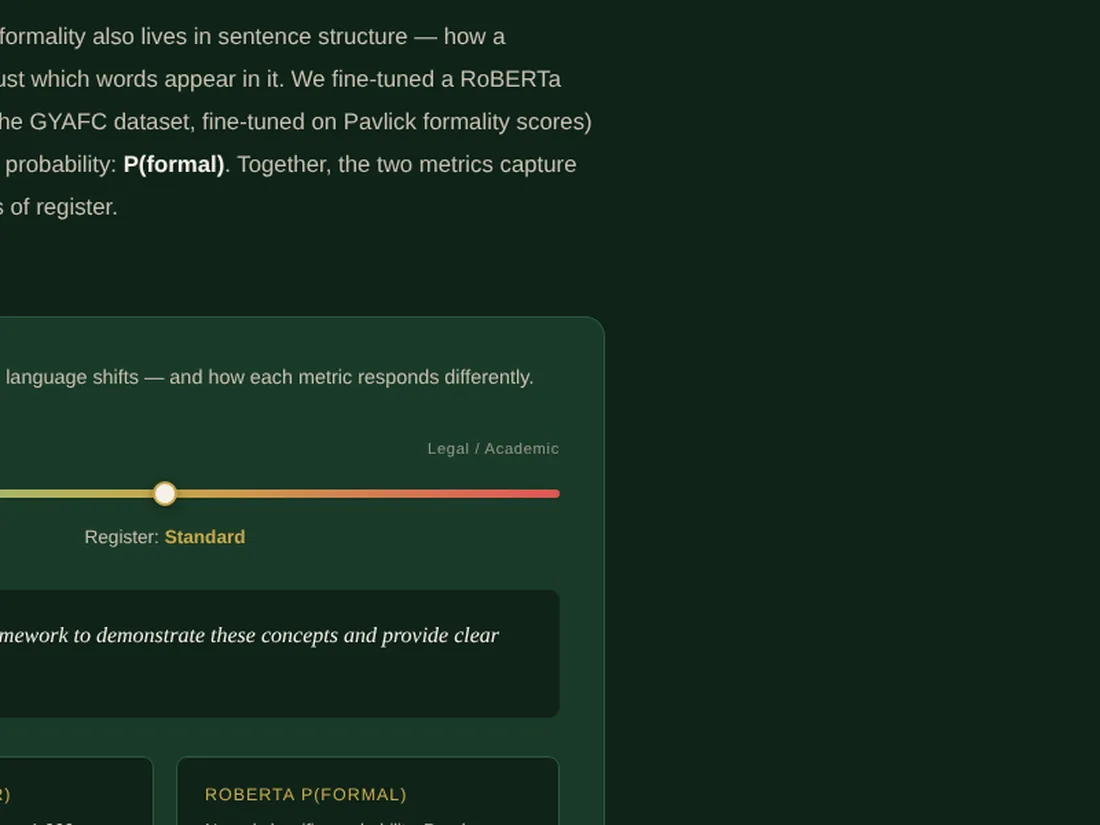 formality also lives in sentence structure — how a
ust which words appear in it. We fine-tuned a RoBERTa
he GYAFC dataset, fine-tuned on Pavlick formality scores)
probability: P(formal). Together, the two metrics capture
s of register.
language shifts — and how each metric responds differently.
Legal / Academic
Register: Standard
mework to demonstrate these concepts and provide clear
R)
ROBERTA P(FORMAL)